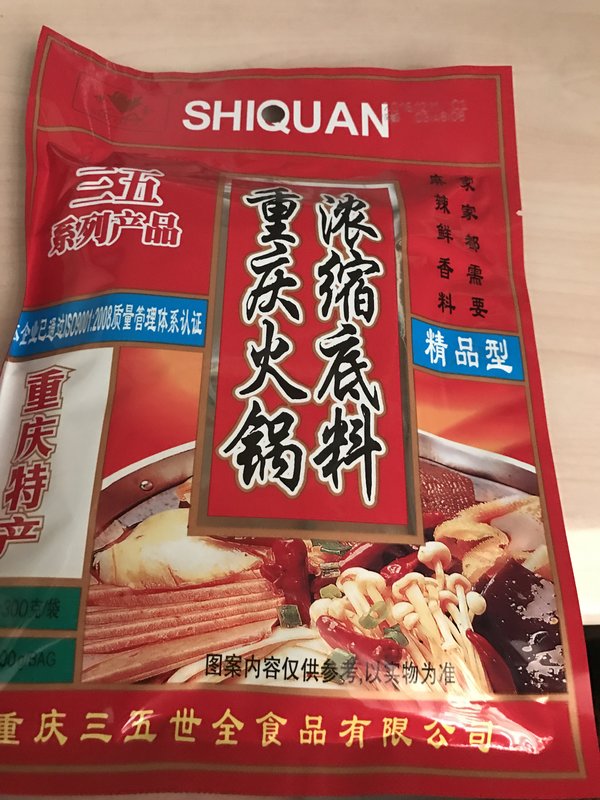 SHIQUAN
三五
系列产品
麻辣鲜香料
家家都需要
重庆火锅
浓缩底料
企业已通过ISO9001:2008质量管理体系认证
精品型
重庆特产
300克/袋
图案内容仅供参考,以实物为准
重庆三五世全食品有限公司